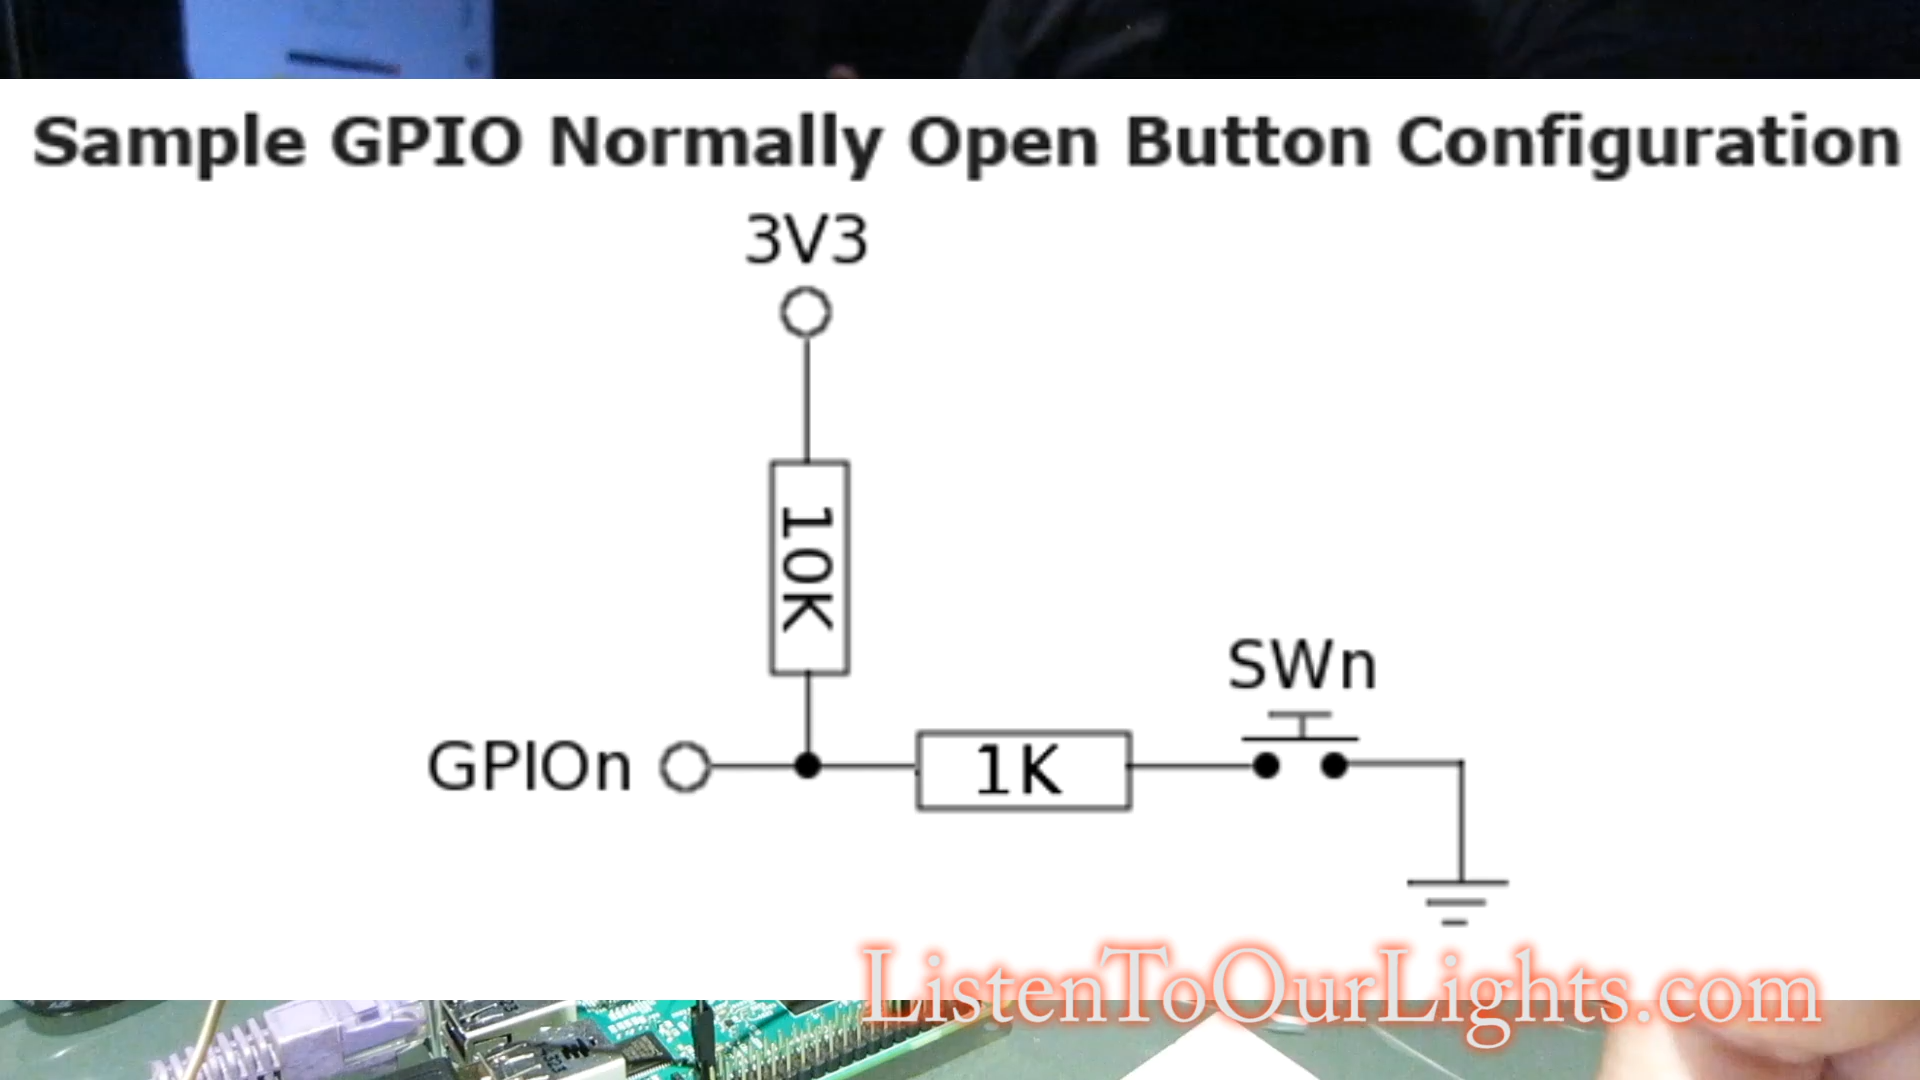 Sample GPIO Normally Open Button Configuration
3V3
10K
SWn
GPIOn
1K
ListenToOurLights.com